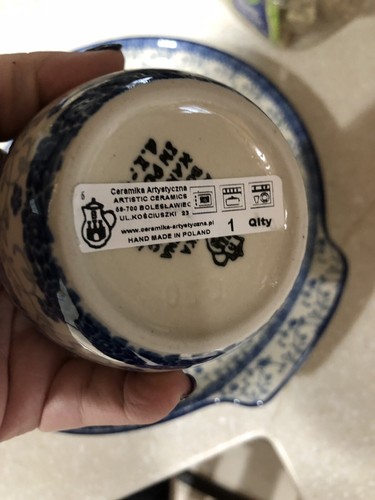 Ceramika Artystyczna
ARTISTIC CERAMICS
59-700 BOLESŁAWIEC
UL.KOŚCIUSZKI 23
www.ceramika-artystyczna.pl
HAND MADE IN POLAND
1 Qlty